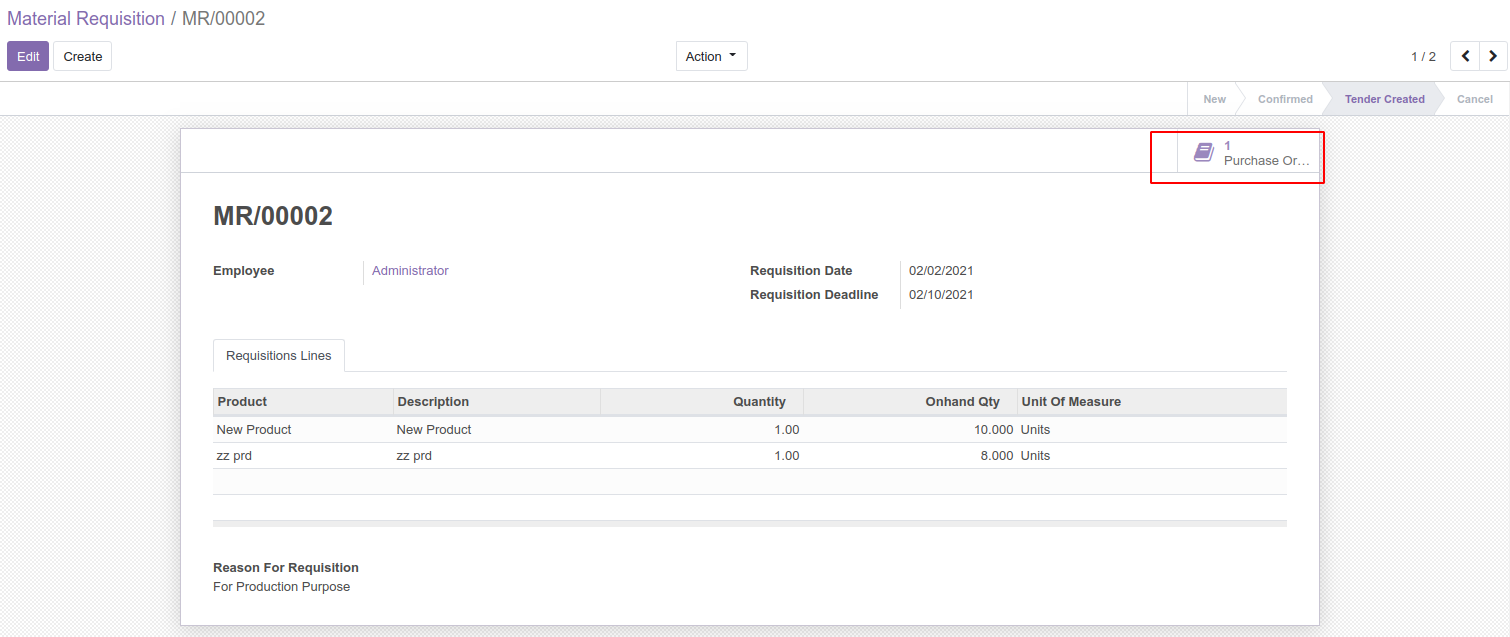 Material Requisition / MR/00002
Edit Create Action 1 / 2
New Confirmed Tender Created Cancel
1
Purchase Or...
MR/00002
Employee Administrator Requisition Date 02/02/2021
Requisition Deadline 02/10/2021
Requisitions Lines
Product Description Quantity Onhand Qty Unit Of Measure
New Product New Product 1.00 10.000 Units
zz prd zz prd 1.00 8.000 Units
Reason For Requisition
For Production Purpose